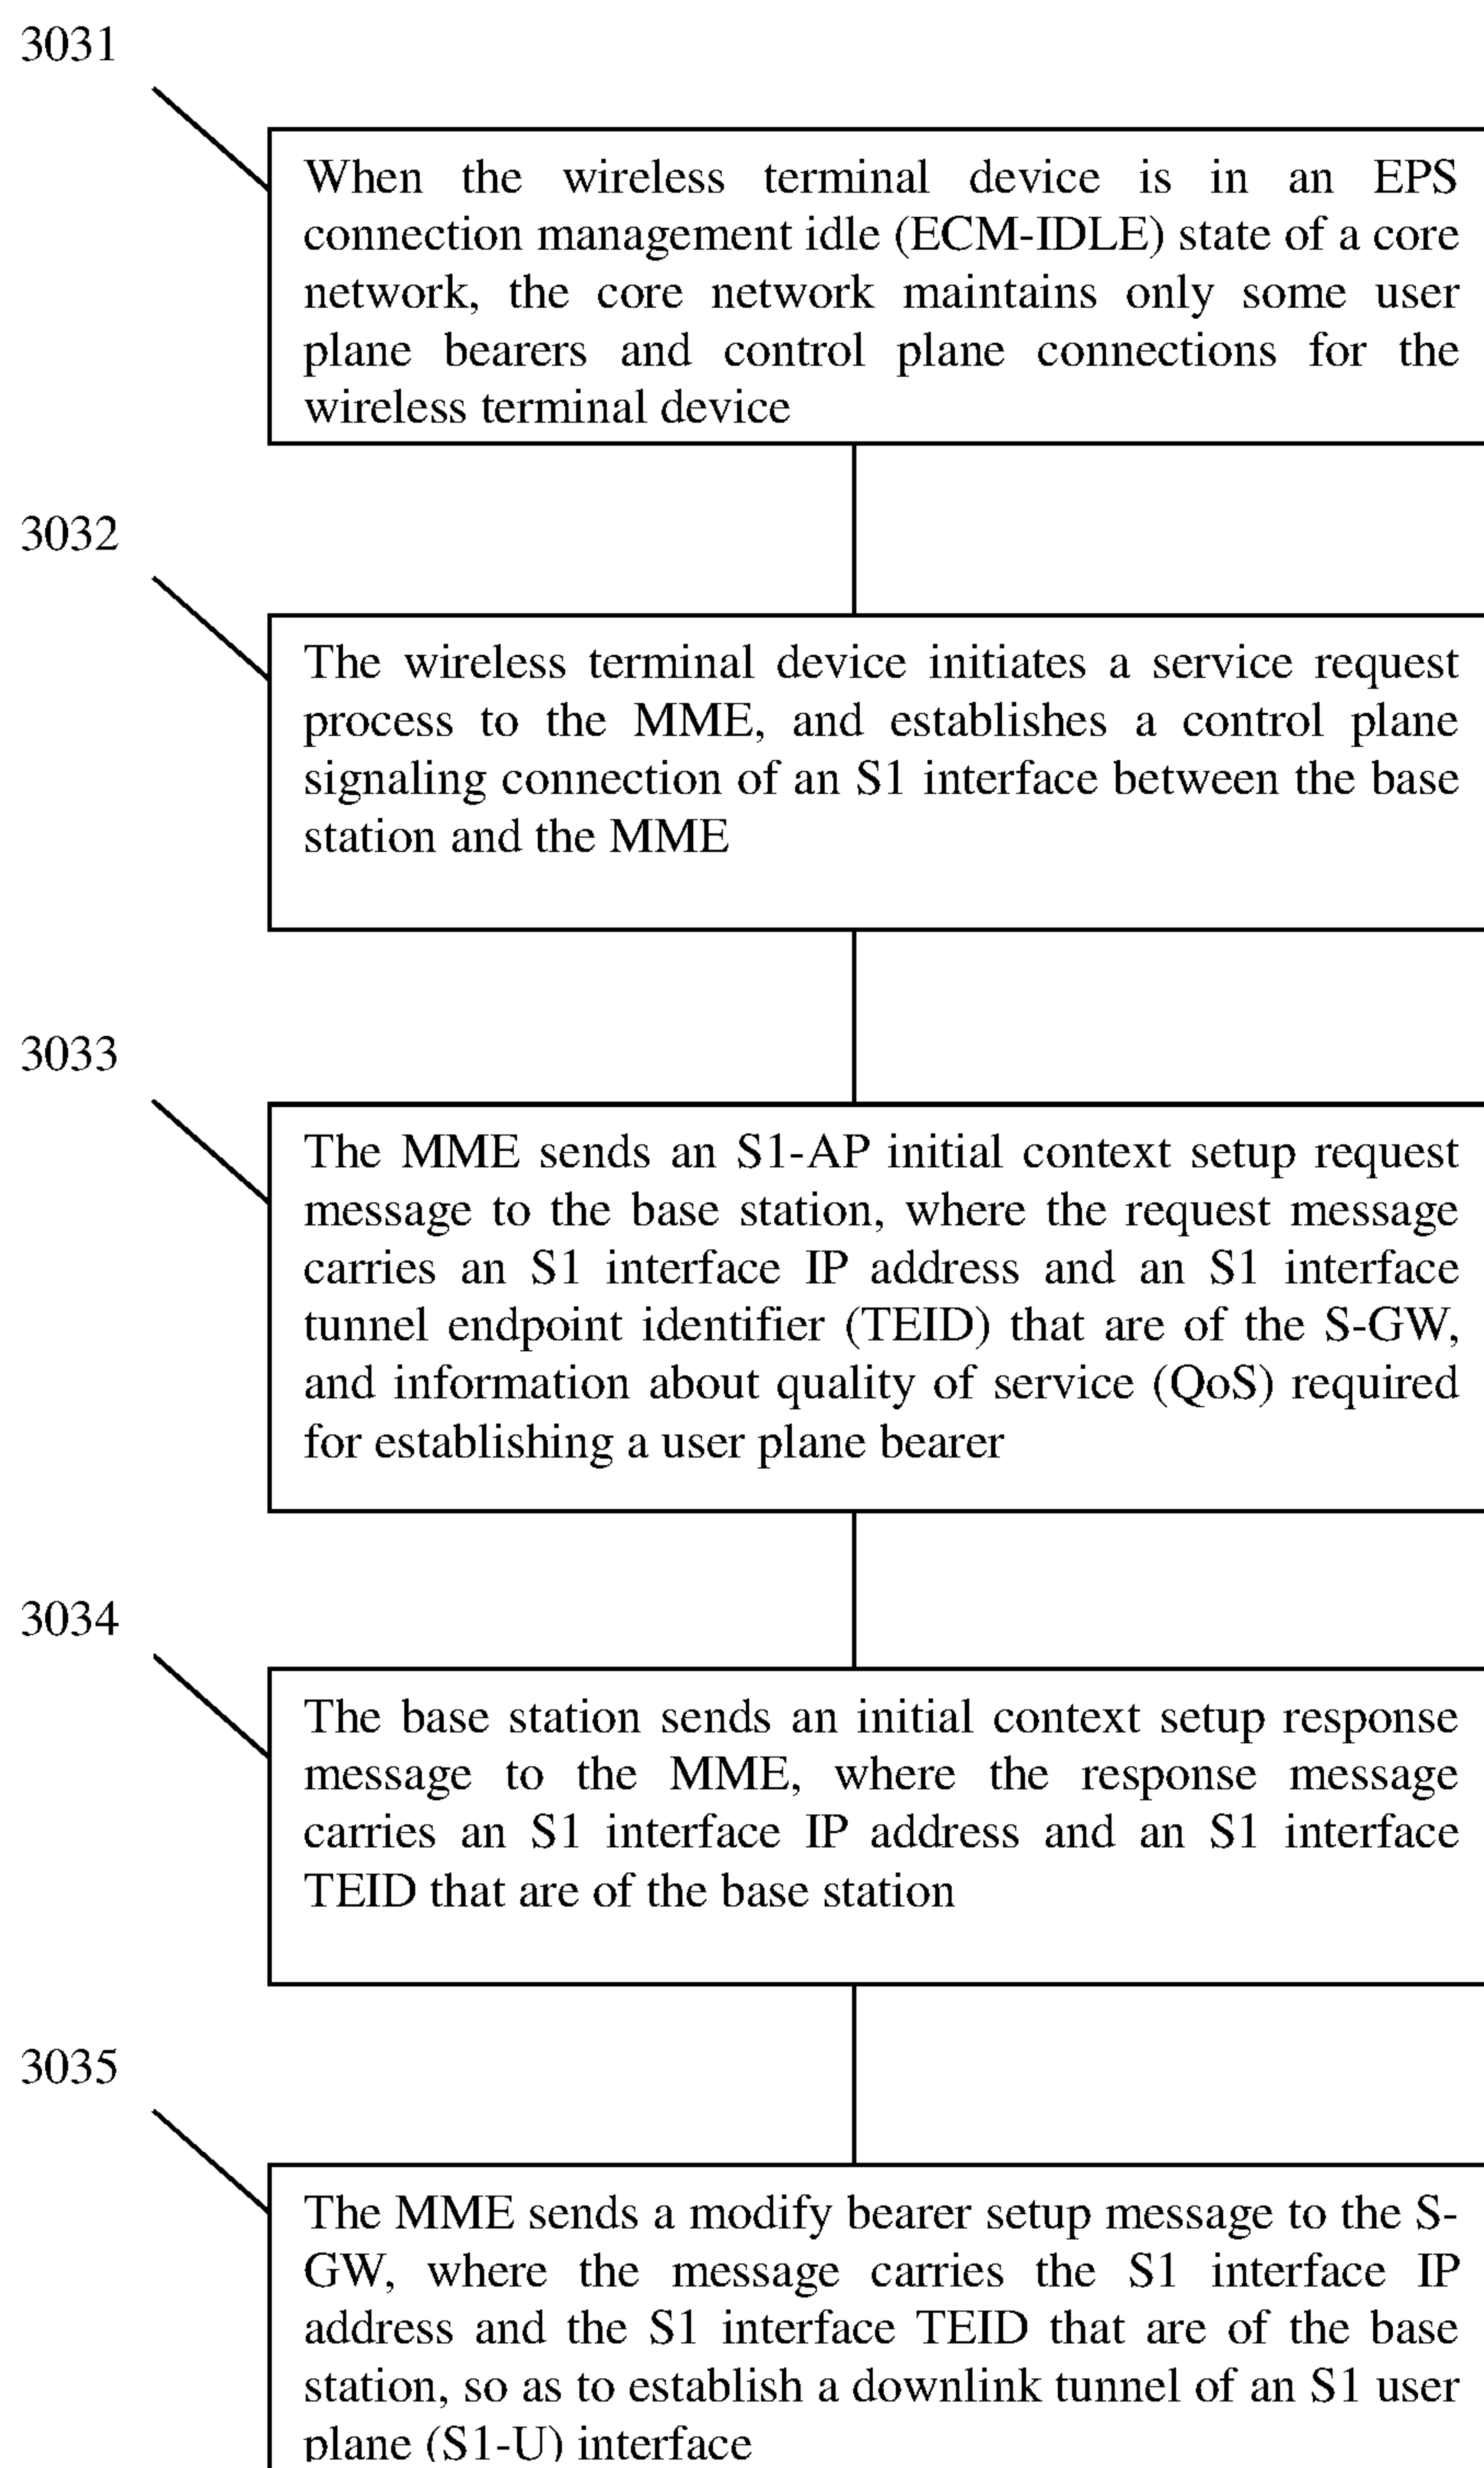 3031
When the wireless terminal device is in an EPS
connection management idle (ECM-IDLE) state of a core
network, the core network maintains only some user
plane bearers and control plane connections for the
wireless terminal device
3032
The wireless terminal device initiates a service request
process to the MME, and establishes a control plane
signaling connection of an S1 interface between the base
station and the MME
3033
The MME sends an S1-AP initial context setup request
message to the base station, where the request message
carries an S1 interface IP address and an S1 interface
tunnel endpoint identifier (TEID) that are of the S-GW,
and information about quality of service (QoS) required
for establishing a user plane bearer
3034
The base station sends an initial context setup response
message to the MME, where the response message
carries an S1 interface IP address and an S1 interface
TEID that are of the base station
3035
The MME sends a modify bearer setup message to the S-
GW, where the message carries the S1 interface IP
address and the S1 interface TEID that are of the base
station, so as to establish a downlink tunnel of an S1 user
plane (S1-U) interface